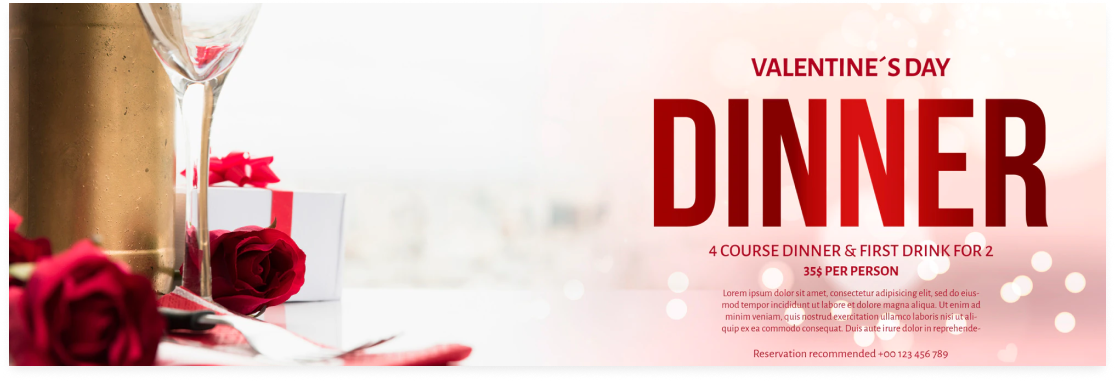 VALENTINE´S DAY
DINNER
4 COURSE DINNER & FIRST DRINK FOR 2
35$ PER PERSON
Lorem ipsum dolor sit amet, consectetur adipisicing elit, sed do eius-
mod tempor incididunt ut labore et dolore magna aliqua. Ut enim ad
minim veniam, quis nostrud exercitation ullamco laboris nisi ut ali-
quip ex ea commodo consequat. Duis aute irure dolor in reprehende-
Reservation recommended +00 123 456 789